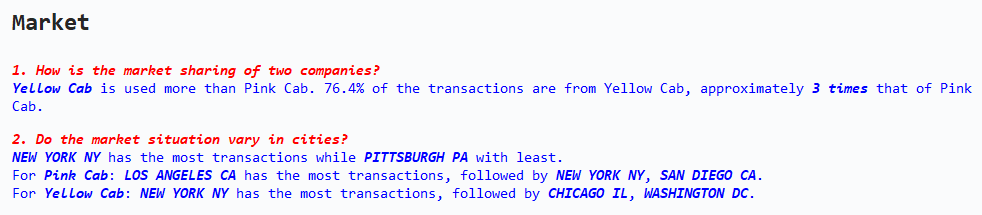 Market
1. How is the market sharing of two companies?
Yellow Cab is used more than Pink Cab. 76.4% of the transactions are from Yellow Cab, approximately 3 times that of Pink
Cab.
2. Do the market situation vary in cities?
NEW YORK NY has the most transactions while PITTSBURGH PA with least.
For Pink Cab: LOS ANGELES CA has the most transactions, followed by NEW YORK NY, SAN DIEGO CA.
For Yellow Cab: NEW YORK NY has the most transactions, followed by CHICAGO IL, WASHINGTON DC.